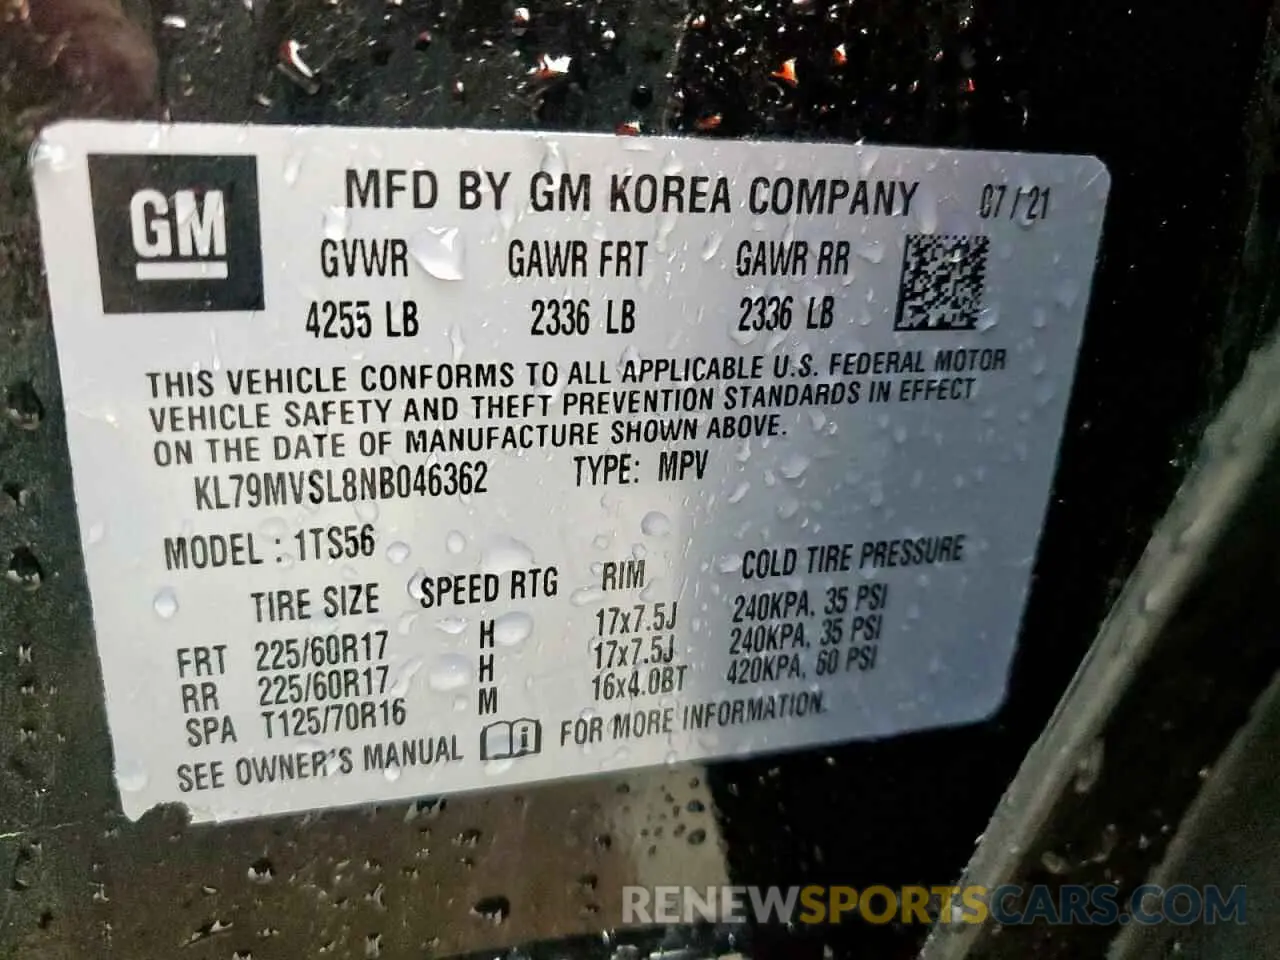 GM
MFD BY GM KOREA COMPANY 07/21
GVWR GAWR FRT GAWR RR
4255 LB 2336 LB 2336 LB
THIS VEHICLE CONFORMS TO ALL APPLICABLE U.S. FEDERAL MOTOR
VEHICLE SAFETY AND THEFT PREVENTION STANDARDS IN EFFECT
ON THE DATE OF MANUFACTURE SHOWN ABOVE.
KL79MVSL8NB046362 TYPE: MPV
MODEL : 1TS56
TIRE SIZE SPEED RTG RIM COLD TIRE PRESSURE
FRT 225/60R17 H 17x7.5J 240KPA. 35 PSI
RR 225/60R17 H 17x7.5J 240KPA. 35 PSI
SPA T125/70R16 M 16x4.0BT 420KPA. 60 PSI
SEE OWNER'S MANUAL i FOR MORE INFORMATION.
RENEWSPORTSCARS.COM